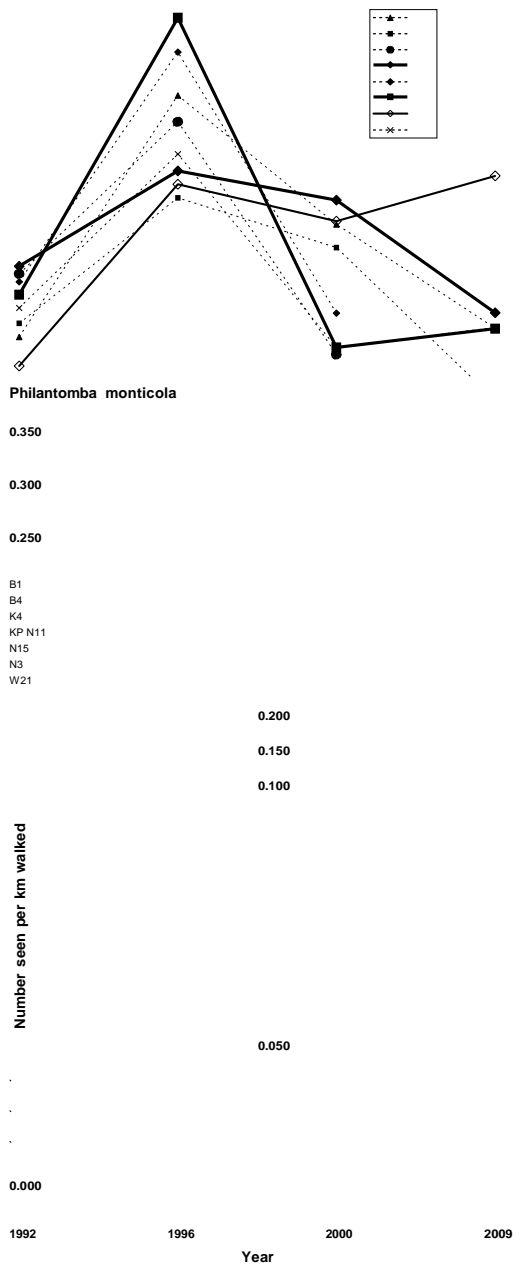 Philantomba monticola
0.350
0.300
0.250
B1
B4
K4
KP N11
N15
N3
W21
0.200
0.150
0.100
Number seen per km walked
0.050
.
.
.
0.000
1992 1996 2000 2009
Year